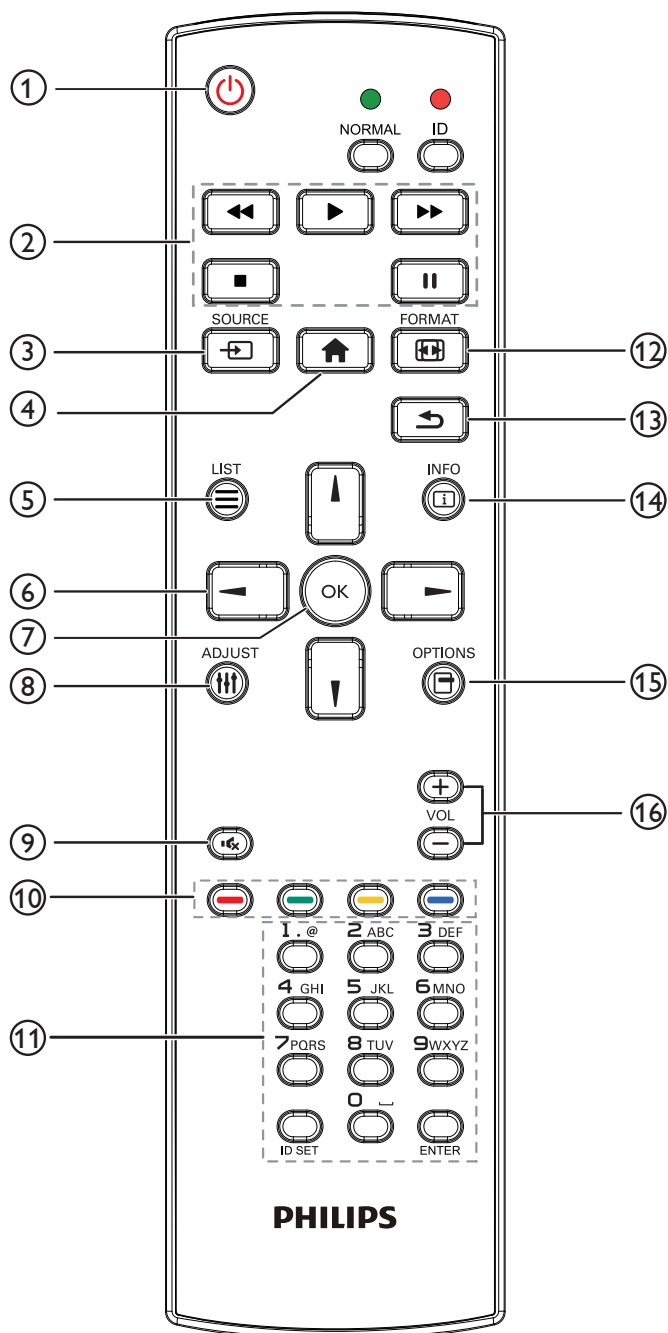 ①
NORMAL ID
②
SOURCE FORMAT
③ ⑫
④
⑬
LIST INFO
⑤ i ⑭
⑥ OK
⑦
ADJUST OPTIONS
⑧ ⑮
VOL ⑯
⑨
⑩
1 . @ 2 ABC 3 DEF
4 GHI 5 JKL 6 MNO
⑪
7 PQRS 8 TUV 9 WXYZ
0
ID SET ENTER
PHILIPS